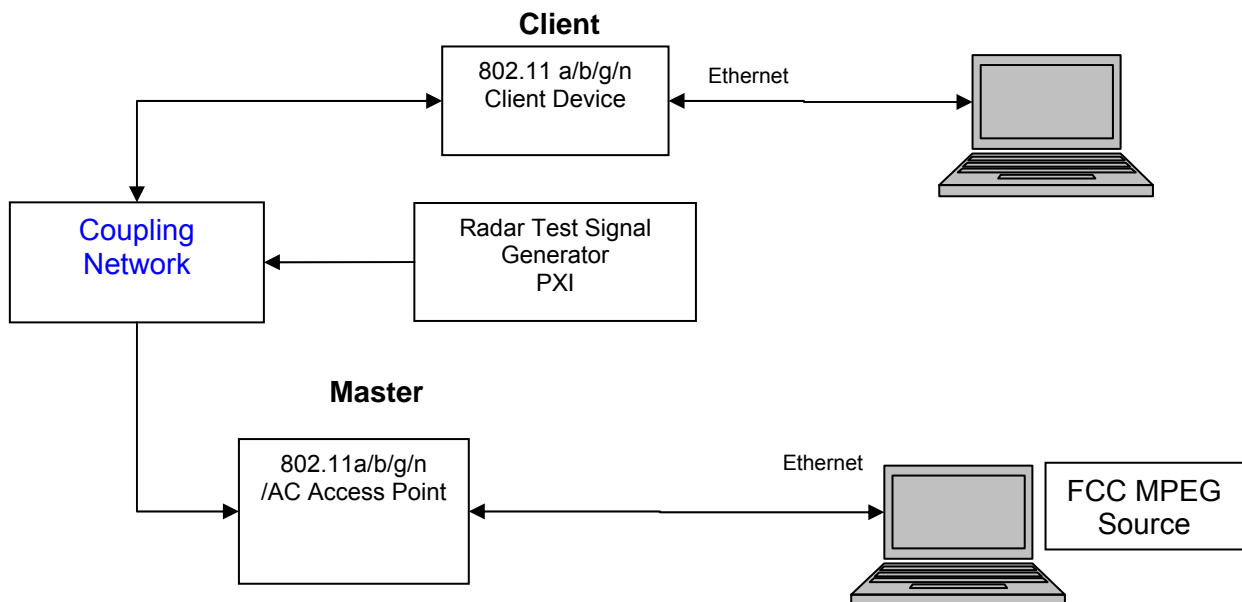 Client
802.11 a/b/g/n
Client Device
Ethernet
Coupling
Network
Radar Test Signal
Generator
PXI
Master
802.11a/b/g/n
/AC Access Point
Ethernet
FCC MPEG
Source